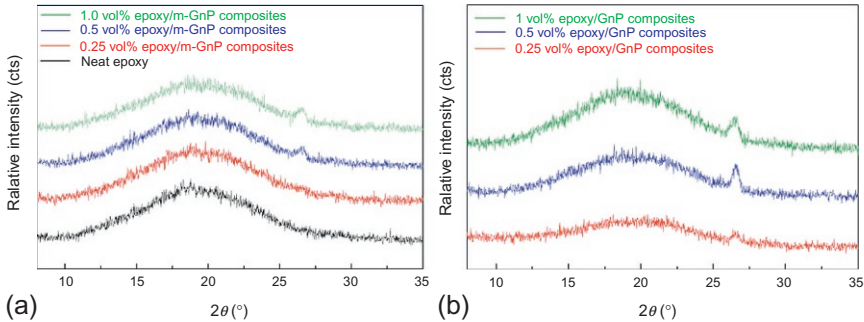 1.0 vol% epoxy/m-GnP composites
0.5 vol% epoxy/m-GnP composites
0.25 vol% epoxy/m-GnP composites
Neat epoxy
Ralative intensity (cts)
10 15 20 25 30 35
2θ (°)
(a)
1 vol% epoxy/GnP composites
0.5 vol% epoxy/GnP composites
0.25 vol% epoxy/GnP composites
Ralative intensity (cts)
10 15 20 25 30 35
2θ (°)
(b)